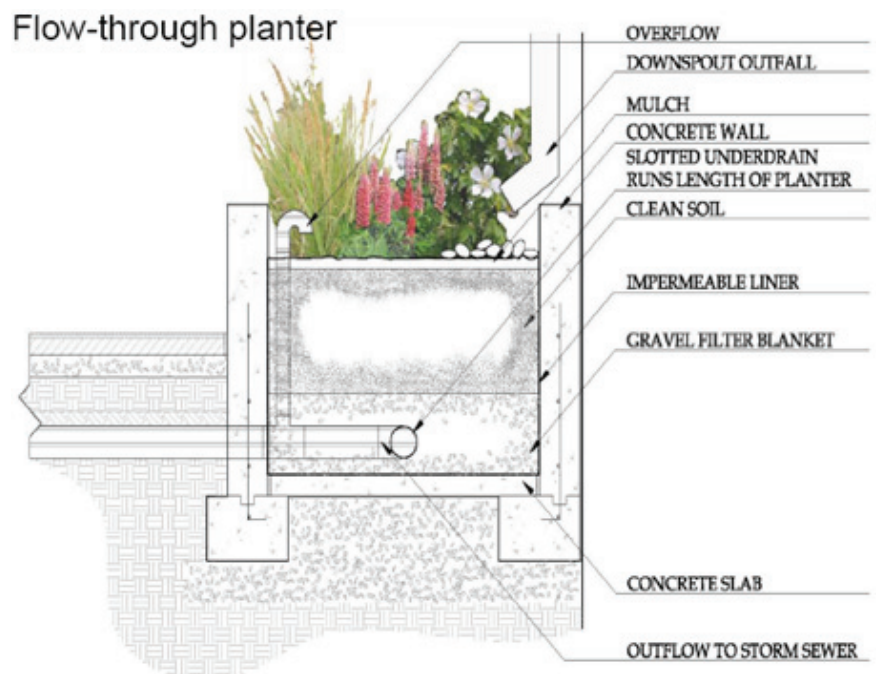 Flow-through planter
OVERFLOW
DOWNSPOUT OUTFALL
MULCH
CONCRETE WALL
SLOTTED UNDERDRAIN
RUNS LENGTH OF PLANTER
CLEAN SOIL
IMPERMEABLE LINER
GRAVEL FILTER BLANKET
CONCRETE SLAB
OUTFLOW TO STORM SEWER